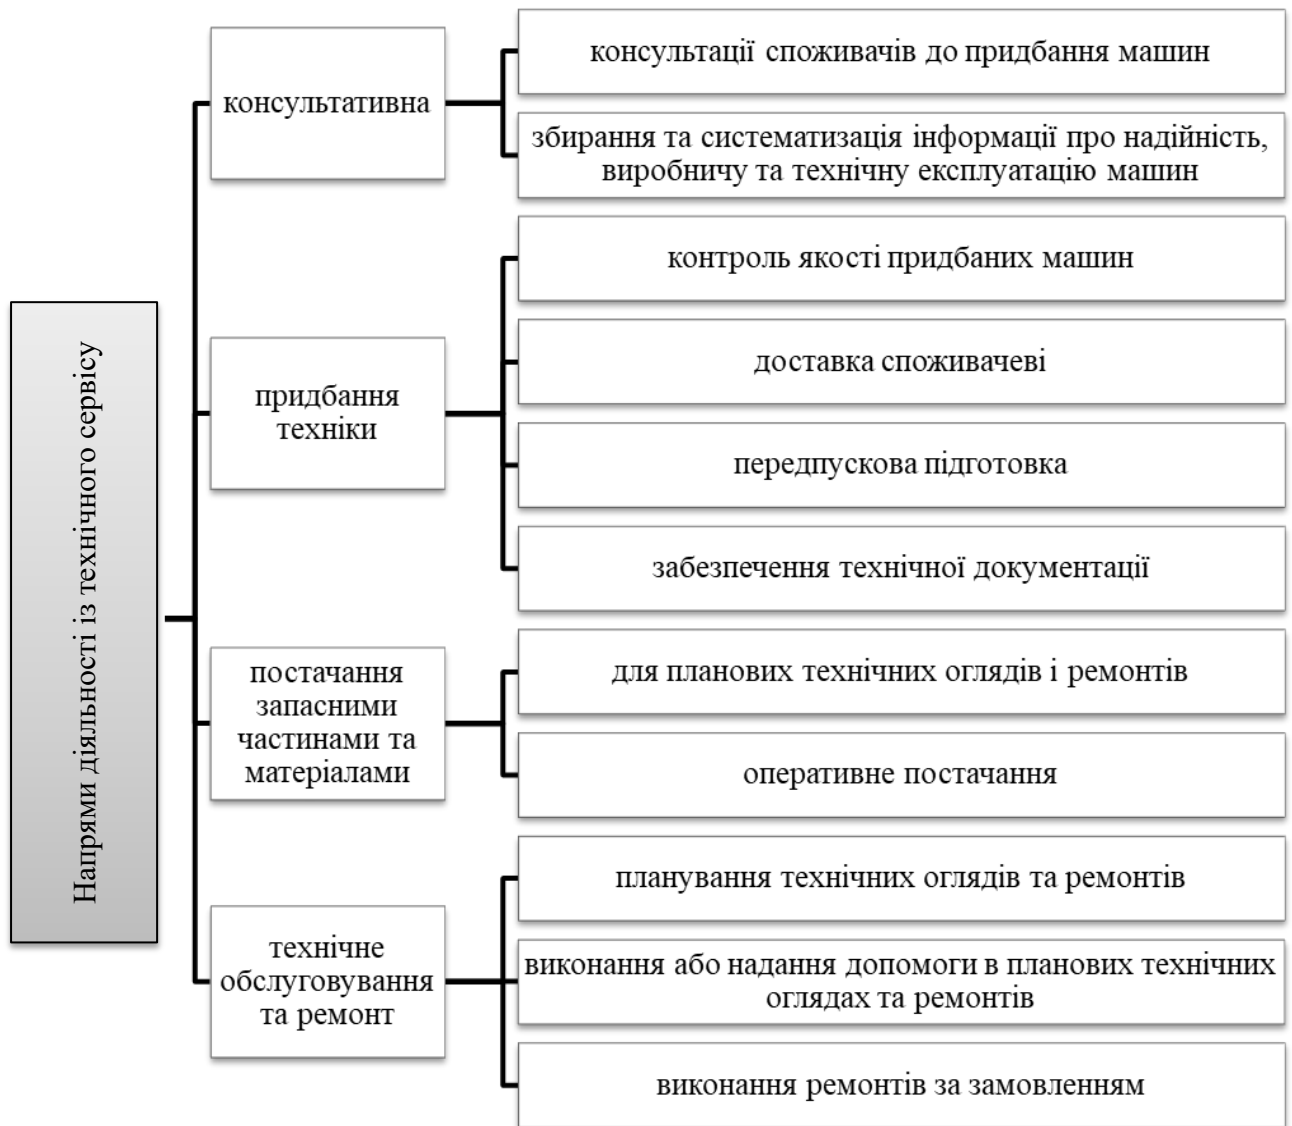 Напрями діяльності із технічного сервісу
консультативна
консультації споживачів до придбання машин
збирання та систематизація інформації про надійність,
виробничу та технічну експлуатацію машин
придбання
техніки
контроль якості придбаних машин
доставка споживачеві
передпускова підготовка
забезпечення технічної документації
постачання
запасними
частинами та
матеріалами
для планових технічних оглядів і ремонтів
оперативне постачання
технічне
обслуговування
та ремонт
планування технічних оглядів та ремонтів
виконання або надання допомоги в планових технічних
оглядах та ремонтів
виконання ремонтів за замовленням